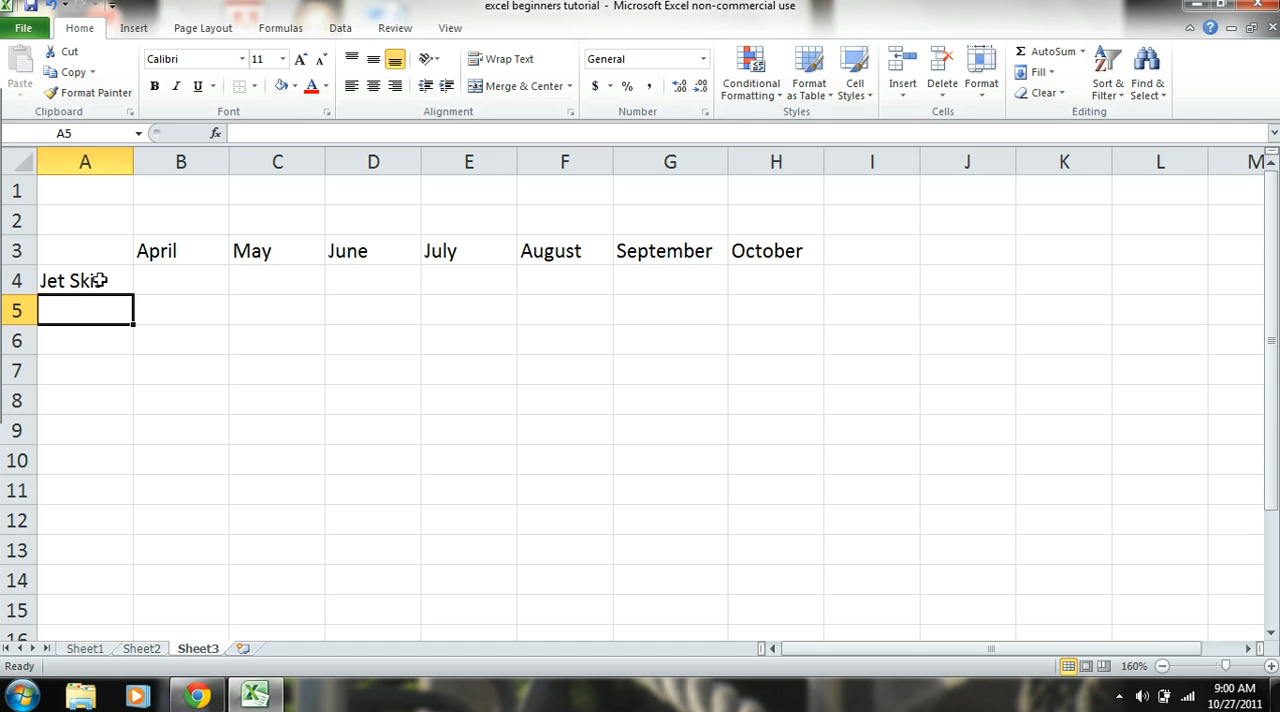 excel beginners tutorial - Microsoft Excel non-commercial use
File Home Insert Page Layout Formulas Data Review View
Paste Cut Copy Format Painter
Calibri 11
B I U A
Wrap Text
Merge & Center
General
$ % ,
Conditional Formatting Format as Table Cell Styles
Insert Delete Format
Σ AutoSum Fill Clear
Sort & Filter Find & Select
Clipboard Font Alignment Number Styles Cells Editing
A5 fx
A B C D E F G H I J K L M
1
2
3 April May June July August September October
4 Jet Ski
5
6
7
8
9
10
11
12
13
14
15
16
Sheet1 Sheet2 Sheet3
Ready 160%
9:00 AM
10/27/2011